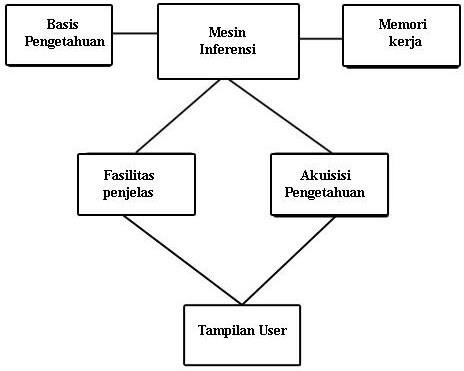 Basis
Pengetahuan
Mesin
Inferensi
Memori
kerja
Fasilitas
penjelas
Akuisisi
Pengetahuan
Tampilan User